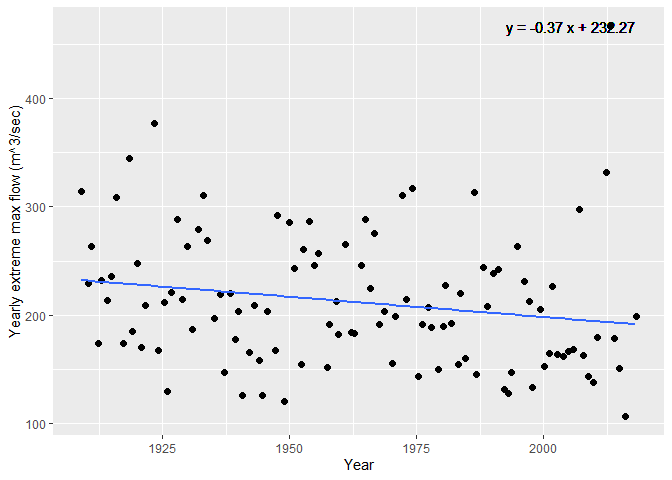 y = -0.37 x + 232.27
400
300
200
100
Yearly extreme max flow (m^3/sec)
1925
1950
1975
2000
Year